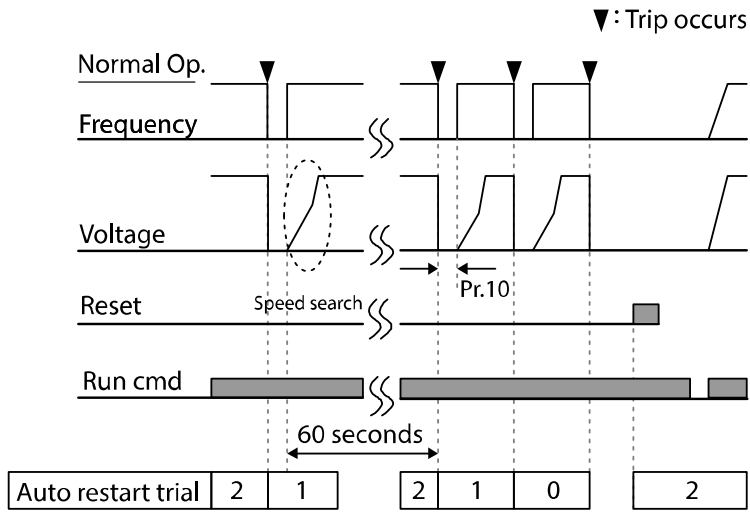 ▼: Trip occurs
Normal Op.
Frequency
Voltage
Pr.10
Reset
Speed search
Run cmd
60 seconds
Auto restart trial 2 1 2 1 0 2